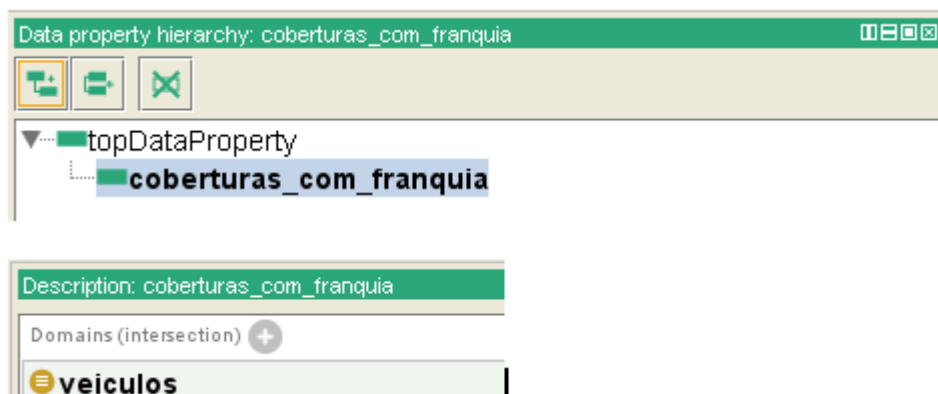 Data property hierarchy: coberturas_com_franquia
topDataProperty
coberturas_com_franquia
Description: coberturas_com_franquia
Domains (intersection)
veiculos